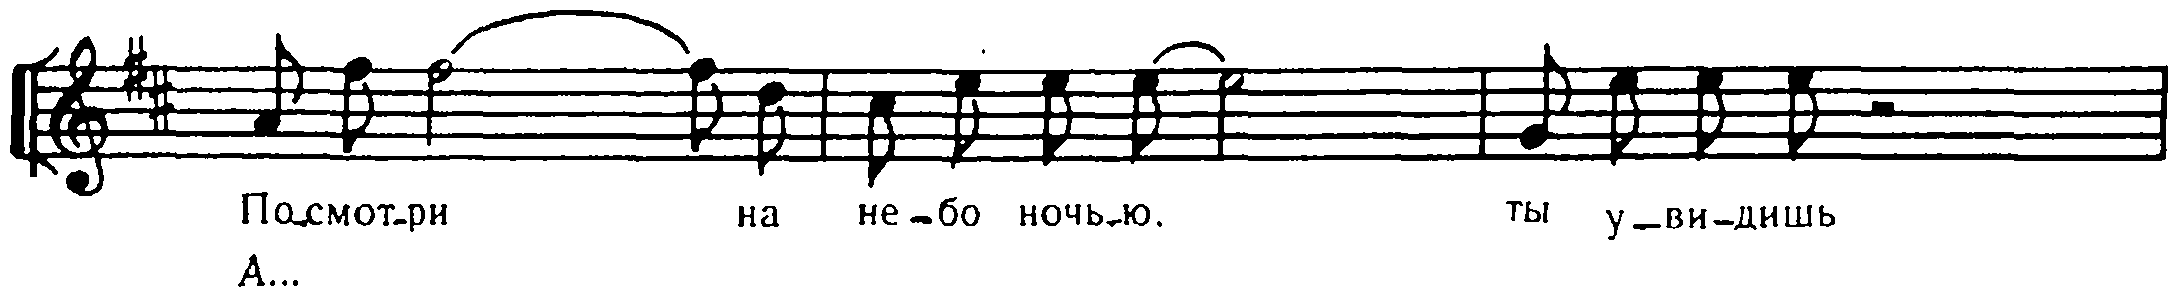 По-смот-ри на не-бо ночь-ю. ты у-ви-дишь
А...